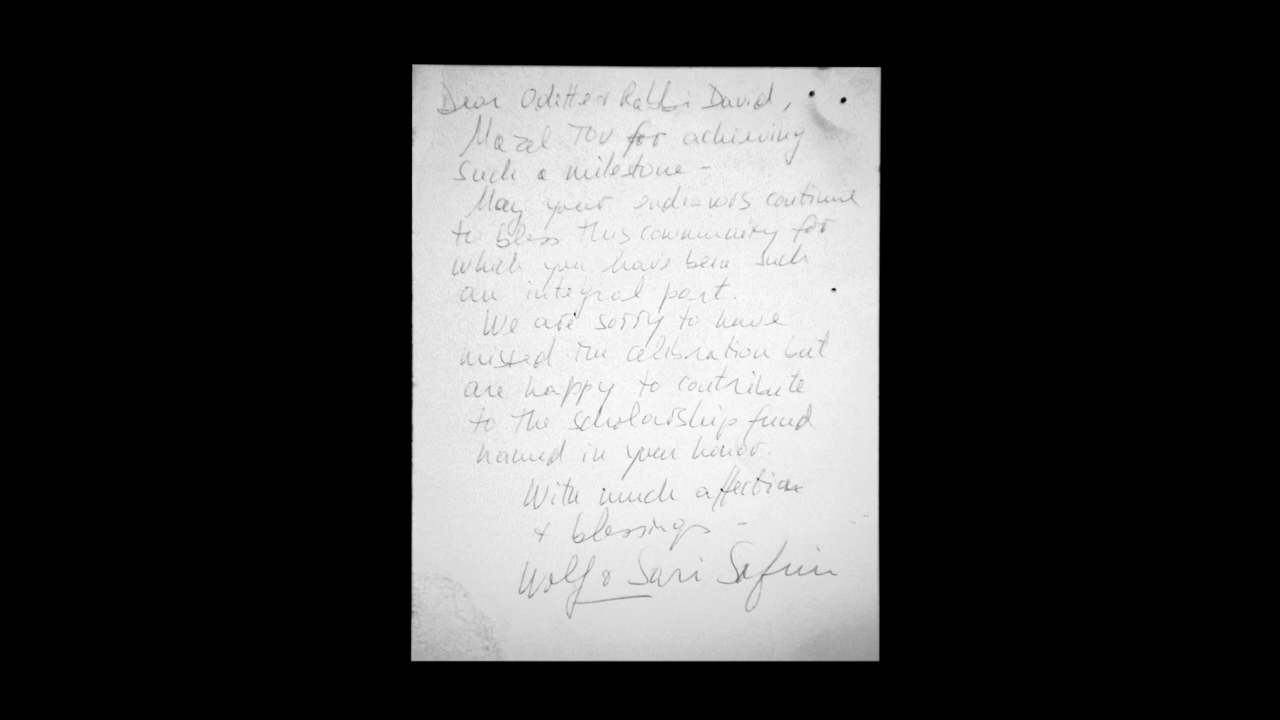 Dear Odette & Rabbi David,
Mazel Tov for achieving
such a milestone -
May your endeavors continue
to bless this community for
which you have been such
an integral part.
We are sorry to have
missed the celebration but
are happy to contribute
to the scholarship fund
named in your honor.
With much affection
& blessings -
Wolf & Sari